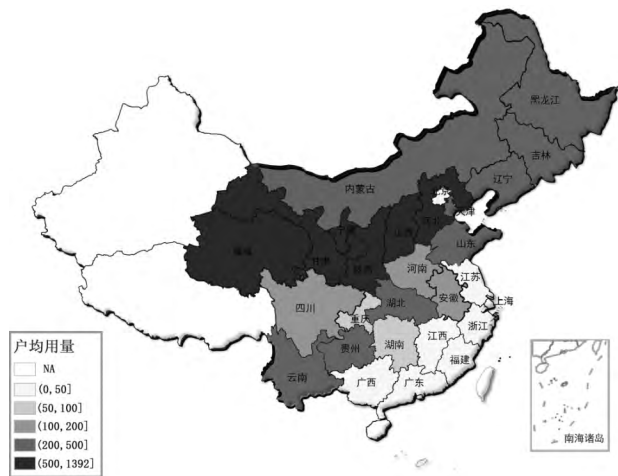 黑龙江
吉林
辽宁
内蒙古
北京
天津
河北
山西
山东
宁夏
青海
甘肃
陕西
河南
江苏
安徽
上海
四川
湖北
重庆
浙江
贵州
湖南
江西
云南
福建
广西
广东
南海诸岛
户均用量
NA
(0,50]
(50,100]
(100,200]
(200,500]
(500,1392]